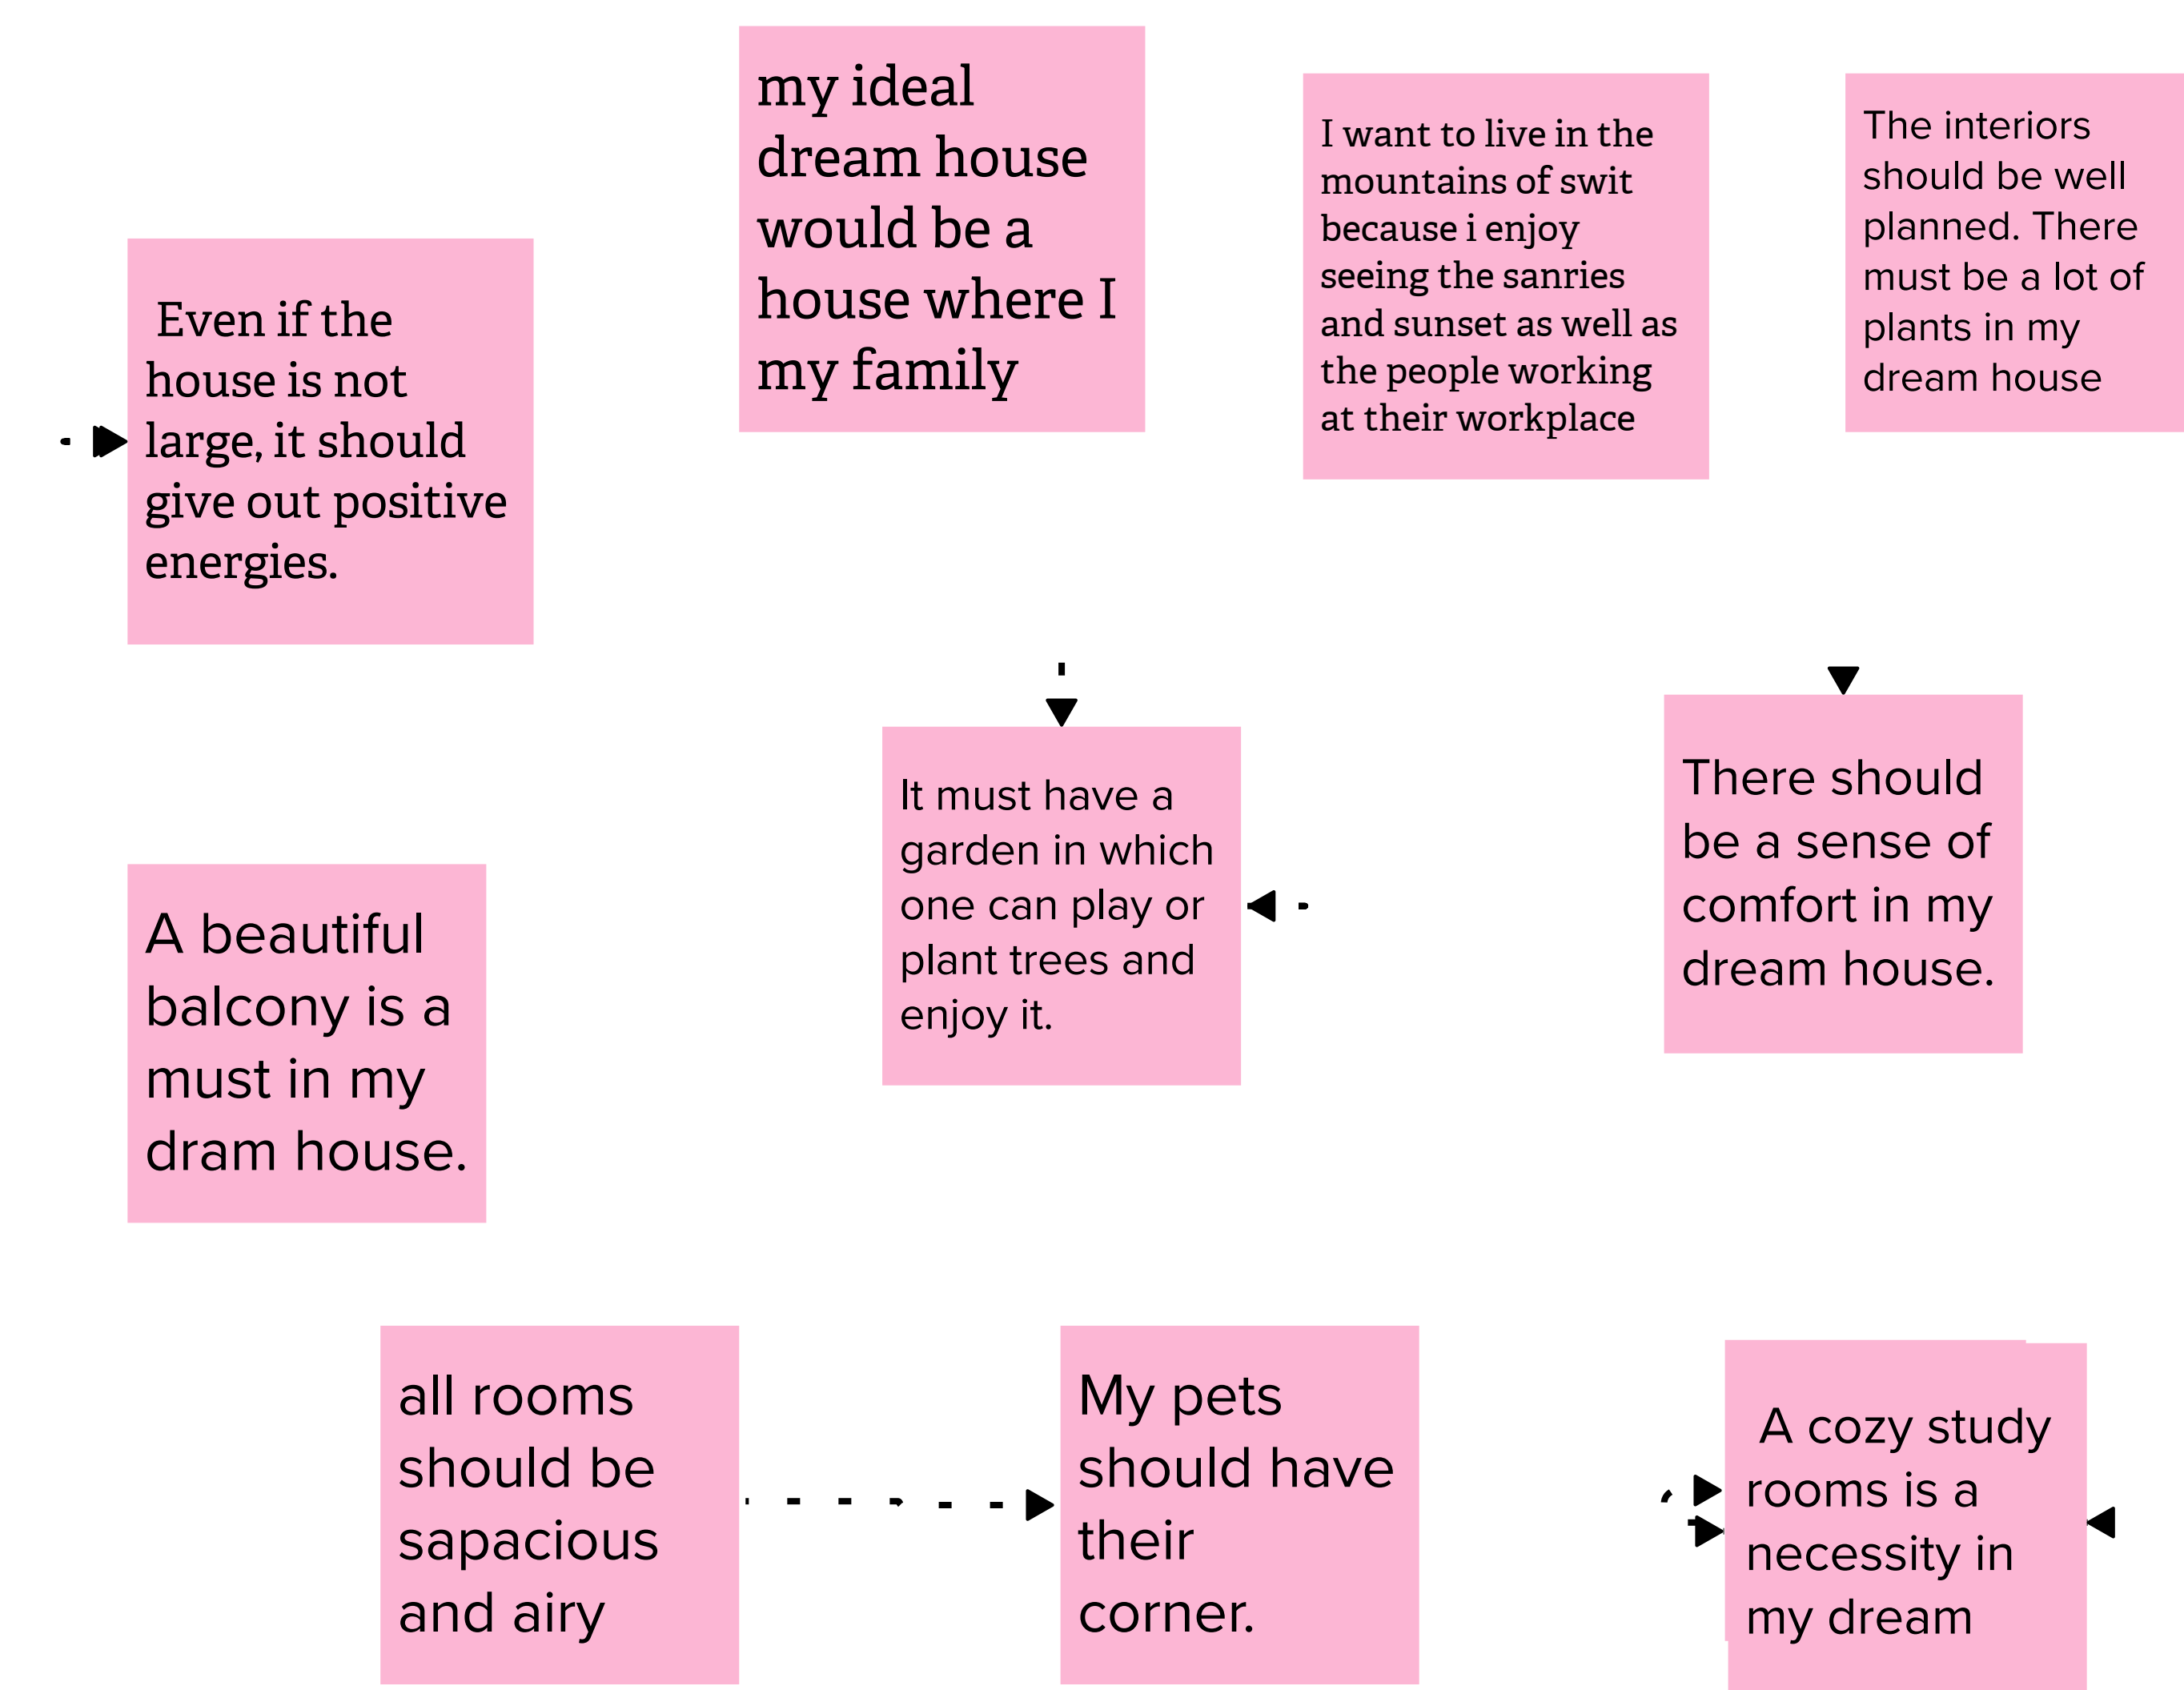 my ideal
dream house
would be a
house where I
my family
I want to live in the
mountains of swit
because i enjoy
seeing the sanries
and sunset as well as
the people working
at their workplace
The interiors
should be well
planned. There
must be a lot of
plants in my
dream house
Even if the
house is not
large, it should
give out positive
energies.
It must have a
garden in which
one can play or
plant trees and
enjoy it.
There should
be a sense of
comfort in my
dream house.
A beautiful
balcony is a
must in my
dram house.
all rooms
should be
sapacious
and airy
My pets
should have
their
corner.
A cozy study
rooms is a
necessity in
my dream